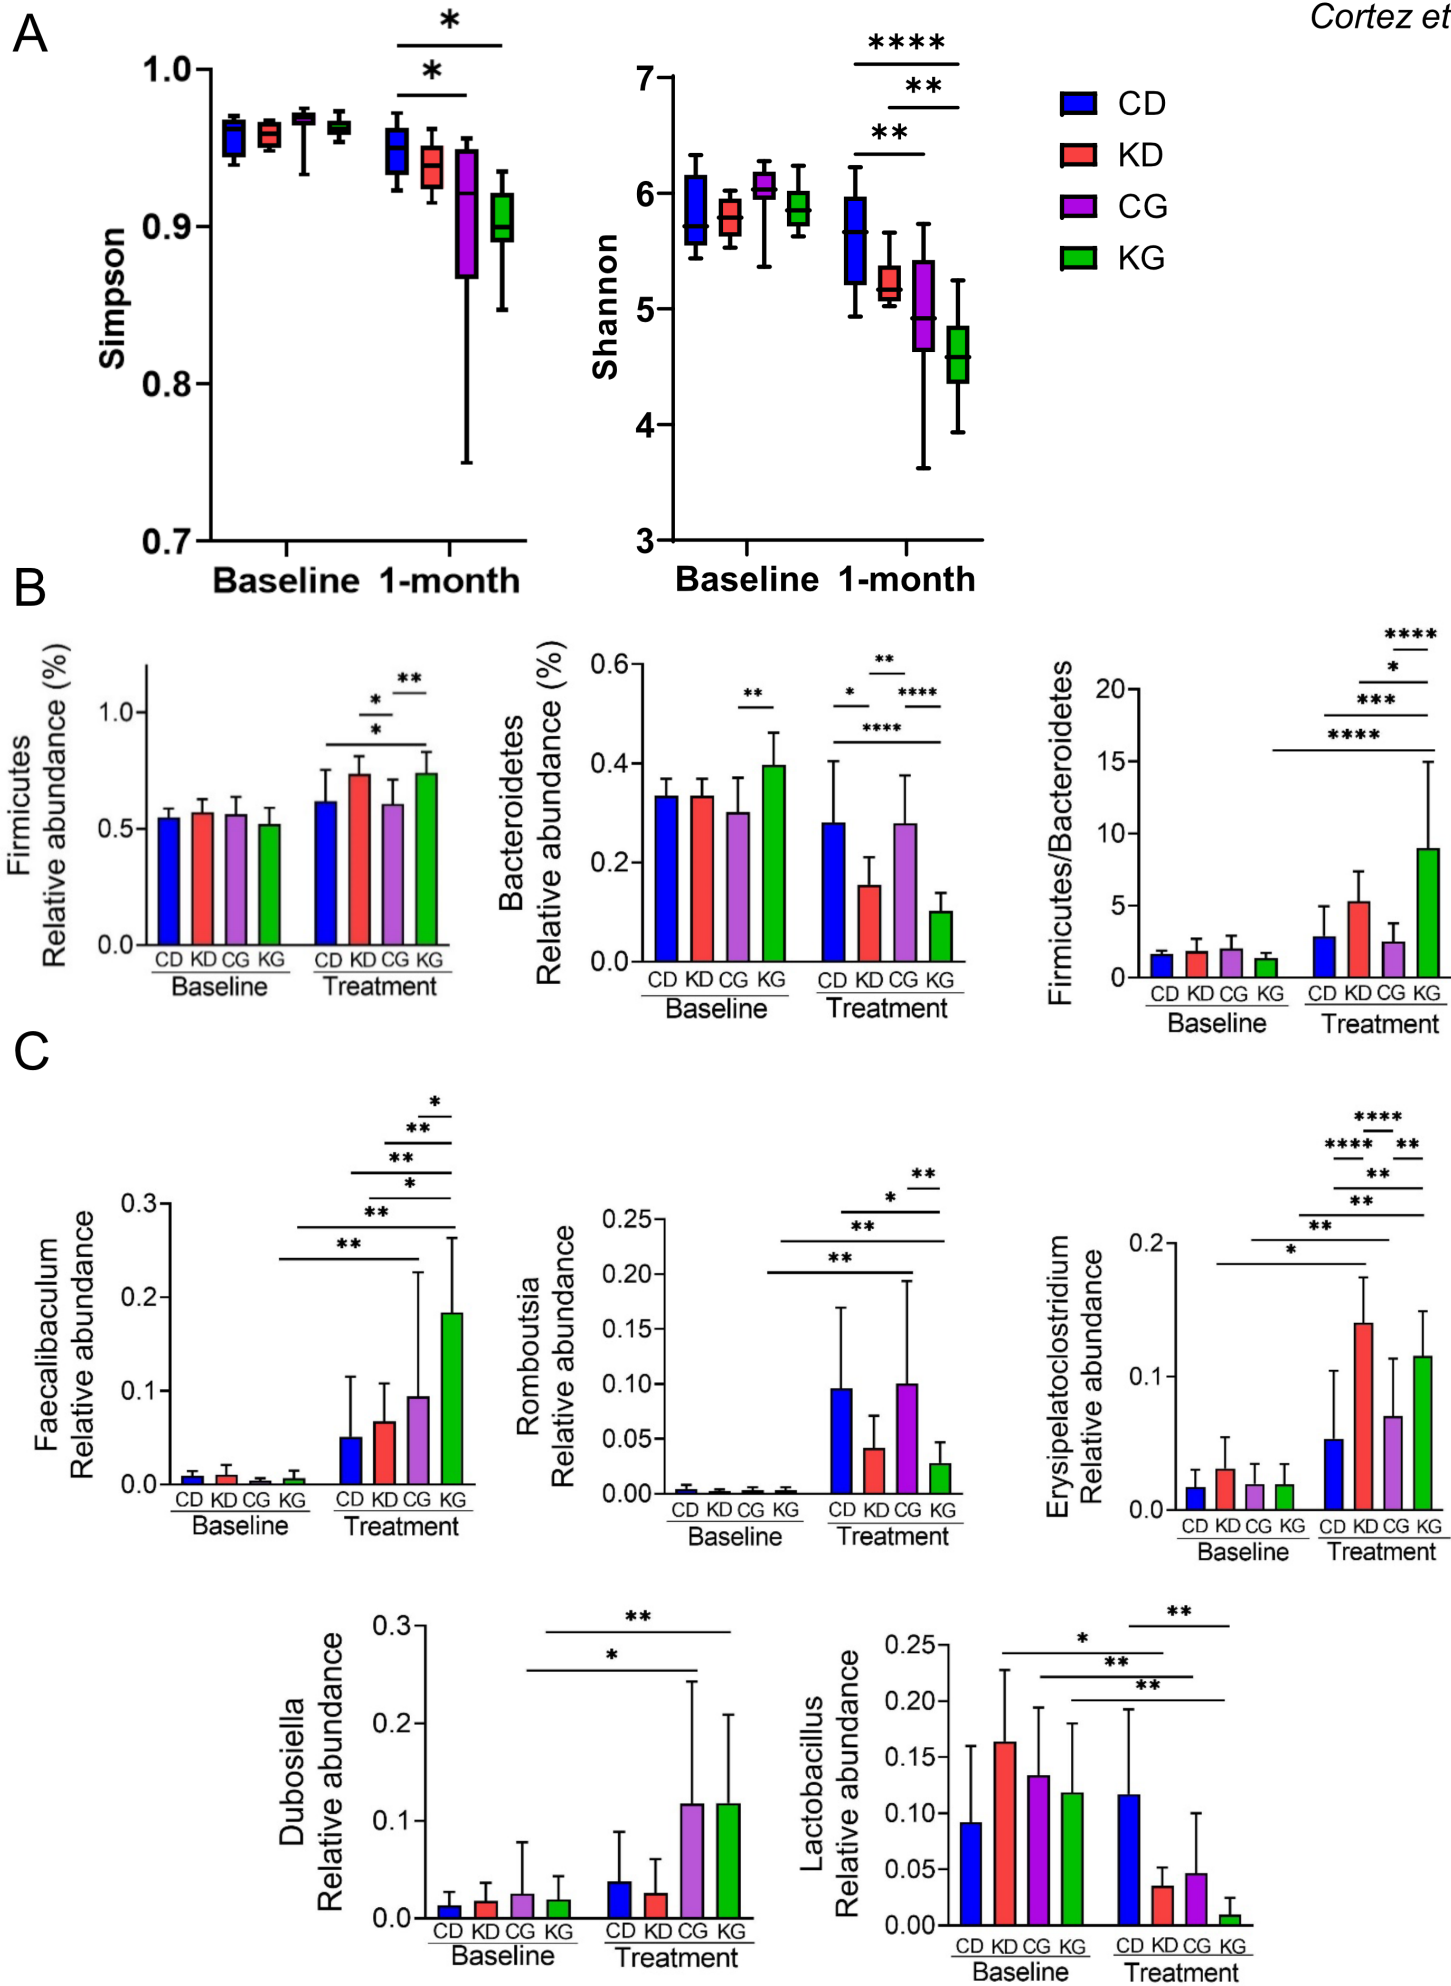 Cortez et
A
*
*
1.0
0.9
0.8
0.7
Simpson
Baseline 1-month
****
**
**
7
6
5
4
3
Shannon
Baseline 1-month
CD
KD
CG
KG
B
Firmicutes
Relative abundance (%)
**
*
*
1.0
0.5
0.0
CD KD CG KG CD KD CG KG
Baseline Treatment
Bacteroidetes
Relative abundance (%)
**
** 
* ****
****
0.6
0.4
0.2
0.0
CD KD CG KG CD KD CG KG
Baseline Treatment
Firmicutes/Bacteroidetes
****
*
***
****
20
15
10
5
0
CD KD CG KG CD KD CG KG
Baseline Treatment
C
Faecalibaculum
Relative abundance
*
**
**
*
**
**
0.3
0.2
0.1
0.0
CD KD CG KG CD KD CG KG
Baseline Treatment
Romboutsia
Relative abundance
**
*
**
**
0.25
0.20
0.15
0.10
0.05
0.00
CD KD CG KG CD KD CG KG
Baseline Treatment
Erysipelatoclostridium
Relative abundance
****
**** **
**
**
**
*
0.2
0.1
0.0
CD KD CG KG CD KD CG KG
Baseline Treatment
Dubosiella
Relative abundance
**
*
0.3
0.2
0.1
0.0
CD KD CG KG CD KD CG KG
Baseline Treatment
Lactobacillus
Relative abundance
**
*
**
**
0.25
0.20
0.15
0.10
0.05
0.00
CD KD CG KG CD KD CG KG
Baseline Treatment